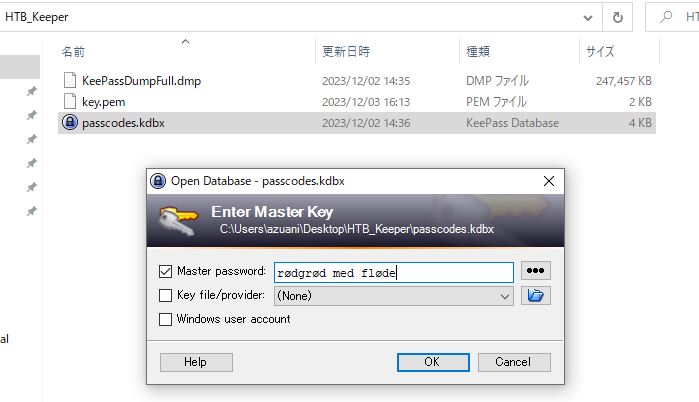 HTB_Keeper
HT
名前 更新日時 種類 サイズ
KeePassDumpFull.dmp 2023/12/02 14:35 DMP ファイル 247,457 KB
key.pem 2023/12/03 16:13 PEM ファイル 2 KB
passcodes.kdbx 2023/12/02 14:36 KeePass Database 4 KB
Open Database - passcodes.kdbx
Enter Master Key
C:\Users\azuani\Desktop\HTB_Keeper\passcodes.kdbx
Master password: rødgrød med fløde
Key file/provider: (None)
Windows user account
al
Help OK Cancel